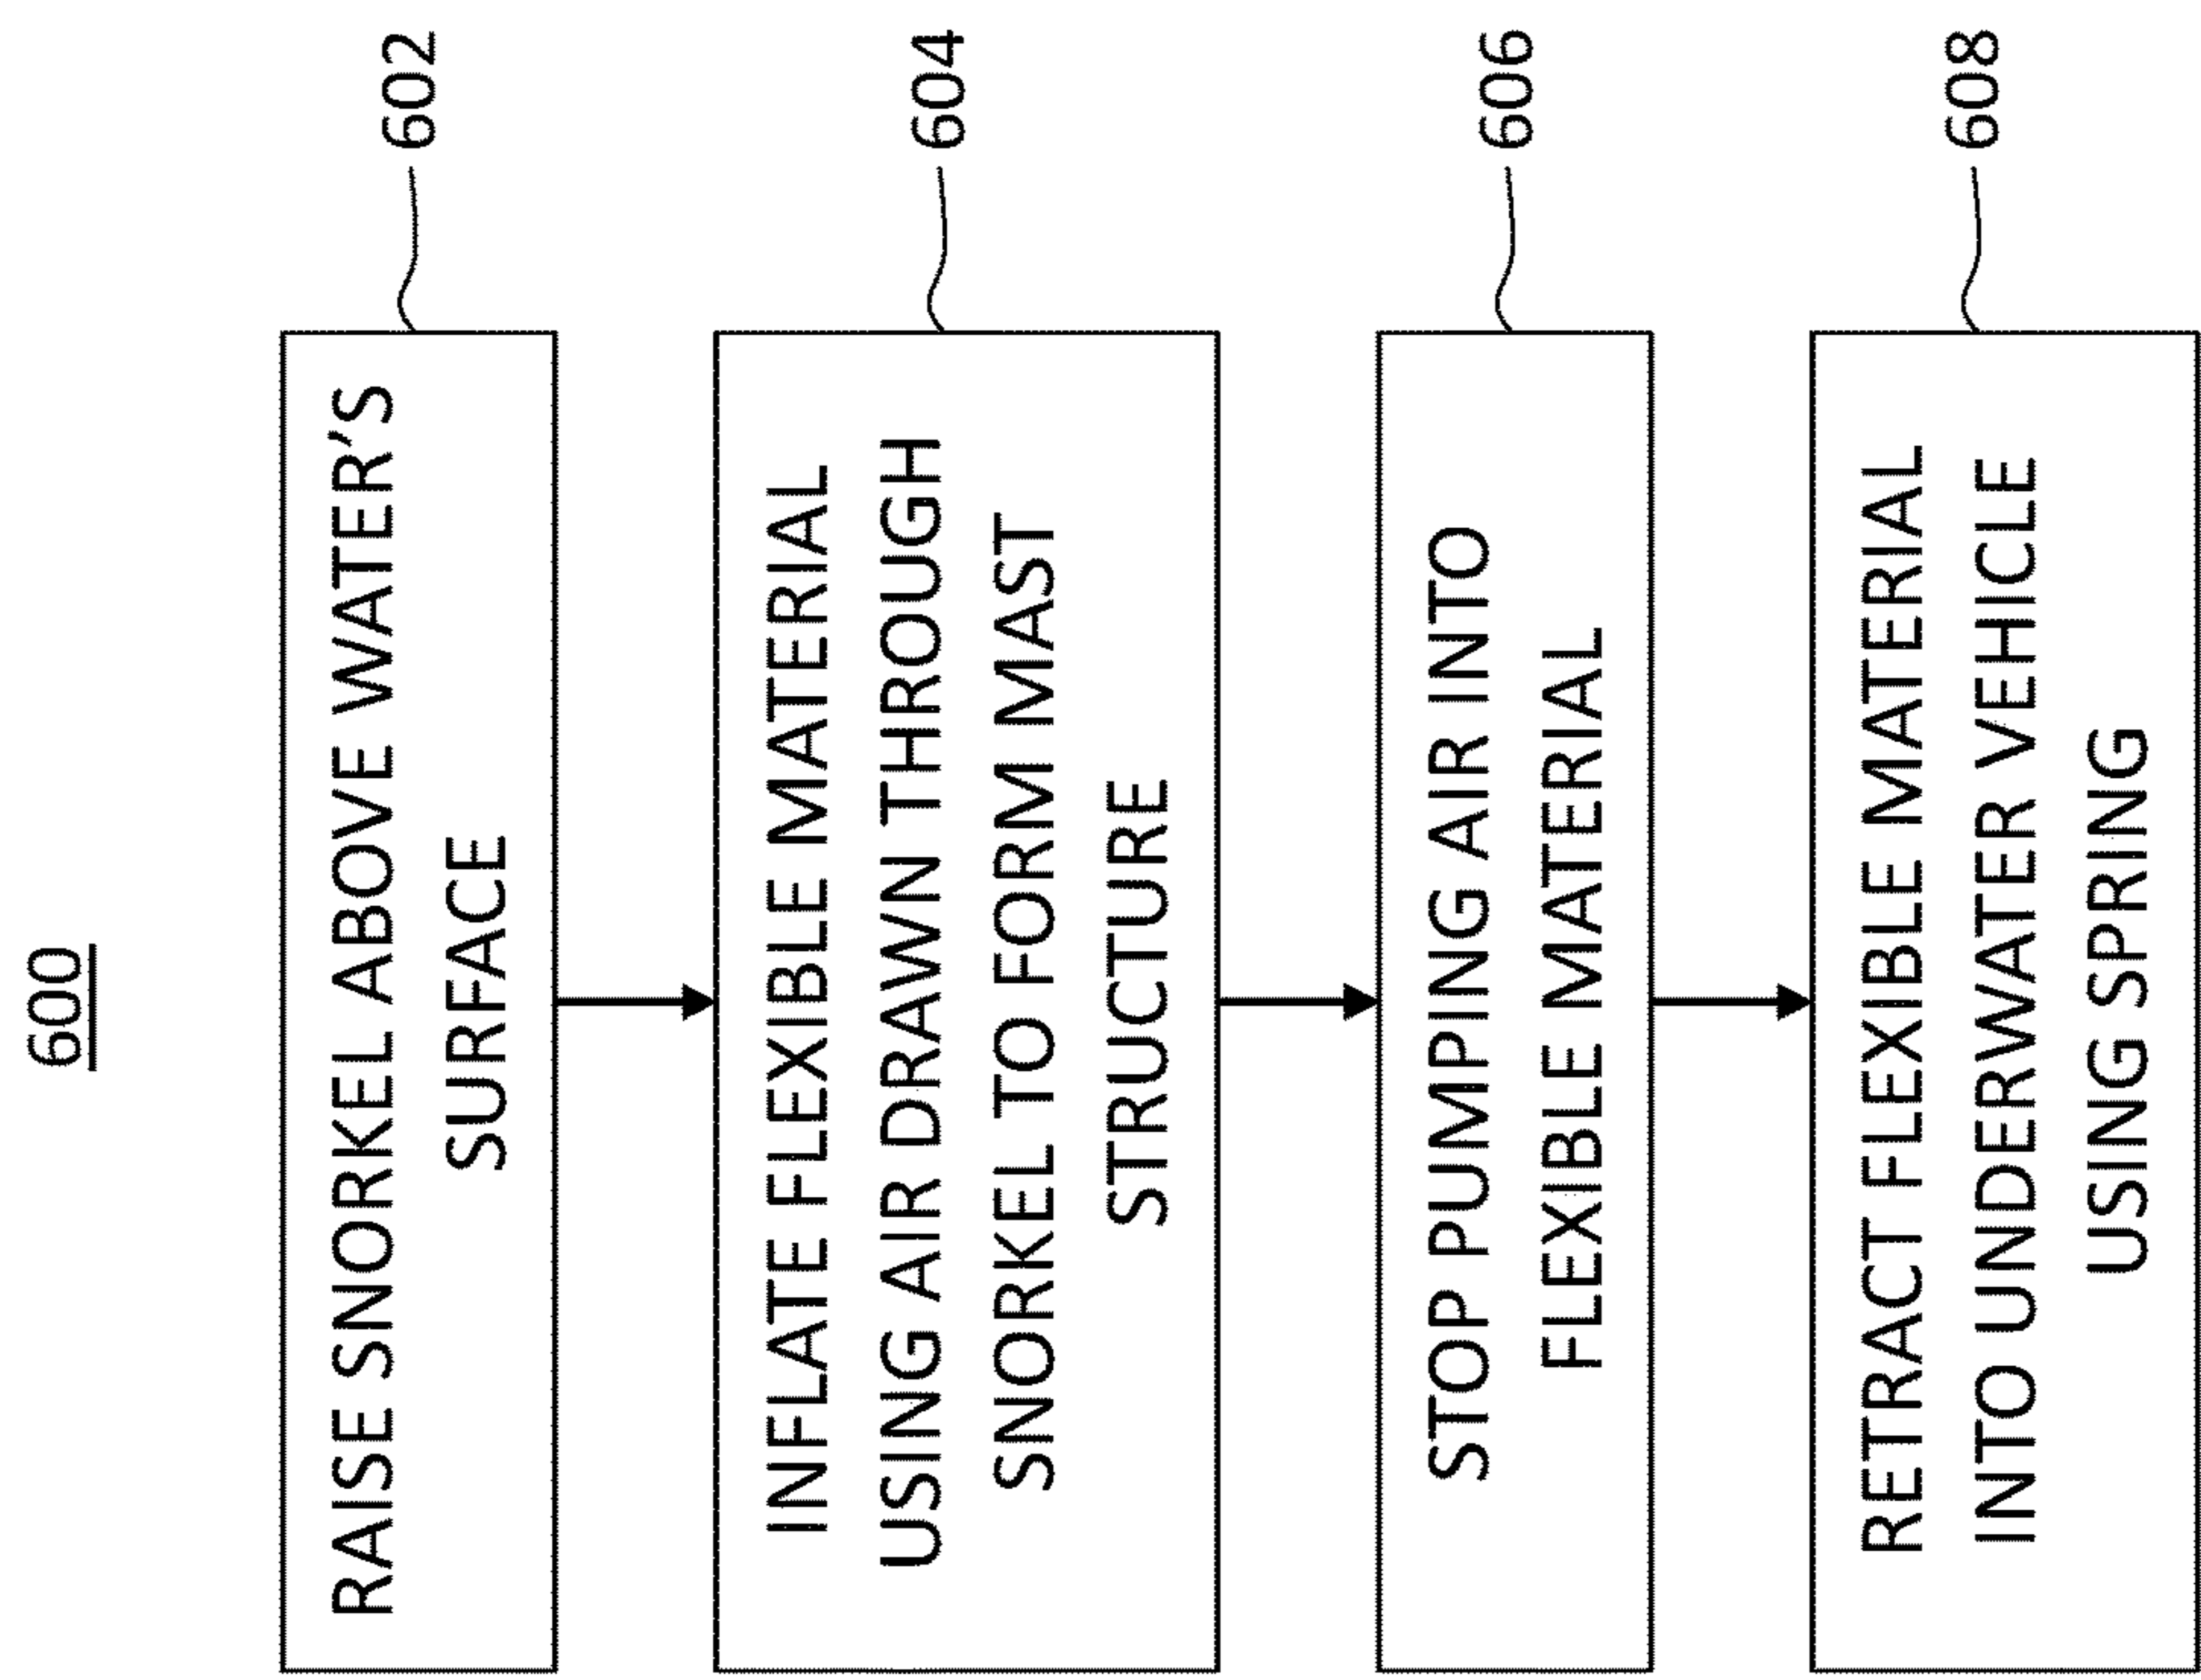 600
RAISE SNORKEL ABOVE WATER'S
SURFACE
602
INFLATE FLEXIBLE MATERIAL
USING AIR DRAWN THROUGH
SNORKEL TO FORM MAST
STRUCTURE
604
STOP PUMPING AIR INTO
FLEXIBLE MATERIAL
606
RETRACT FLEXIBLE MATERIAL
INTO UNDERWATER VEHICLE
USING SPRING
608